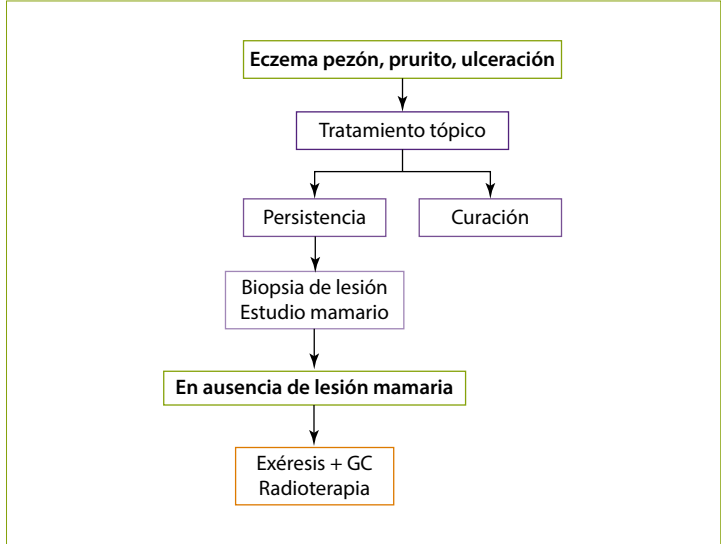 Eczema pezón, prurito, ulceración
Tratamiento tópico
Persistencia
Curación
Biopsia de lesión
Estudio mamario
En ausencia de lesión mamaria
Exéresis + GC
Radioterapia